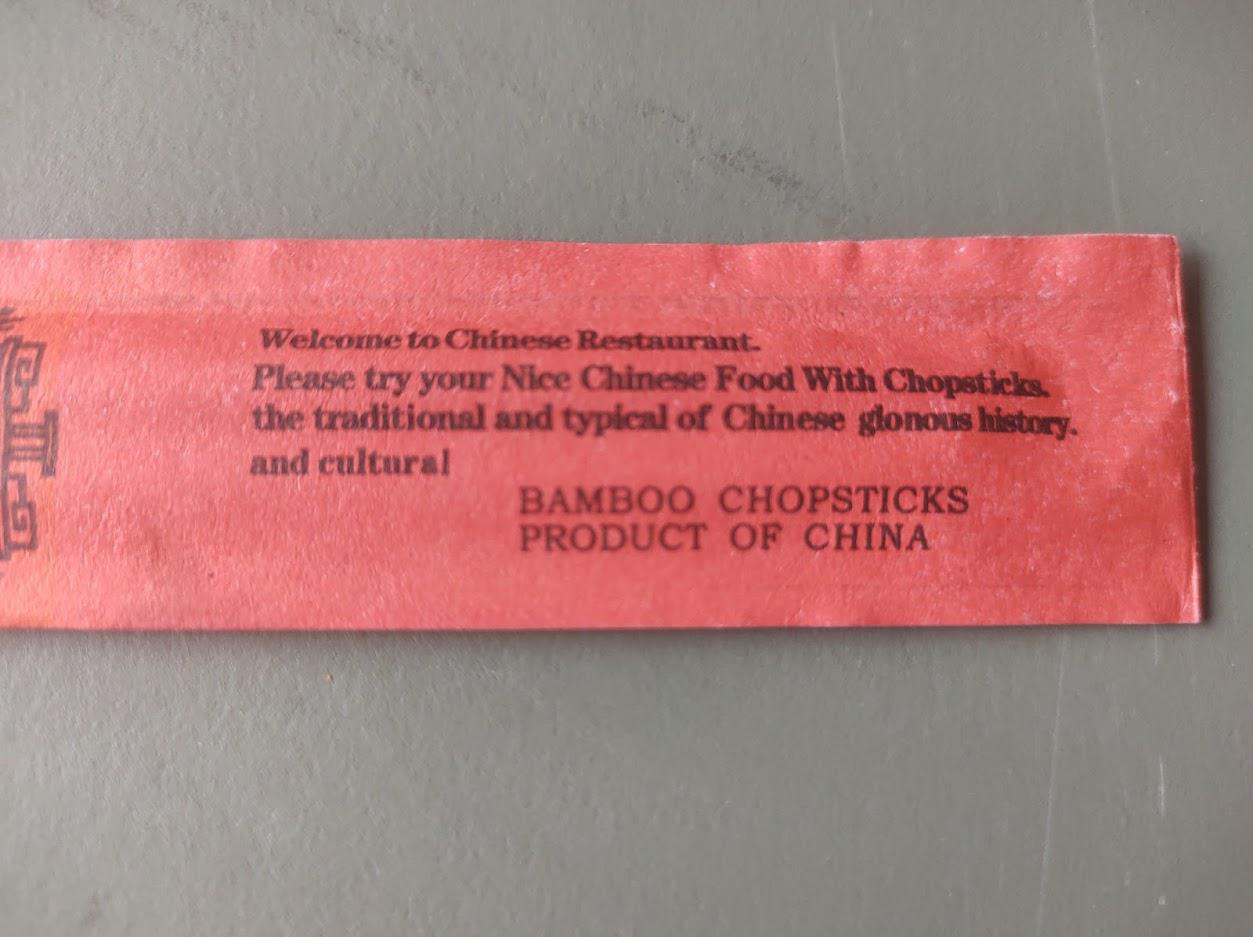 Welcome to Chinese Restaurant.
Please try your Nice Chinese Food With Chopsticks.
the traditional and typical of Chinese glonous history.
and cultural
BAMBOO CHOPSTICKS
PRODUCT OF CHINA